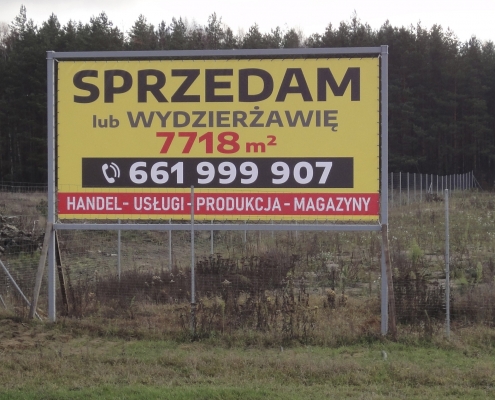 SPRZEDAM
lub WYDZIERŻAWIĘ
7718 m²
661 999 907
HANDEL - USŁUGI - PRODUKCJA - MAGAZYNY